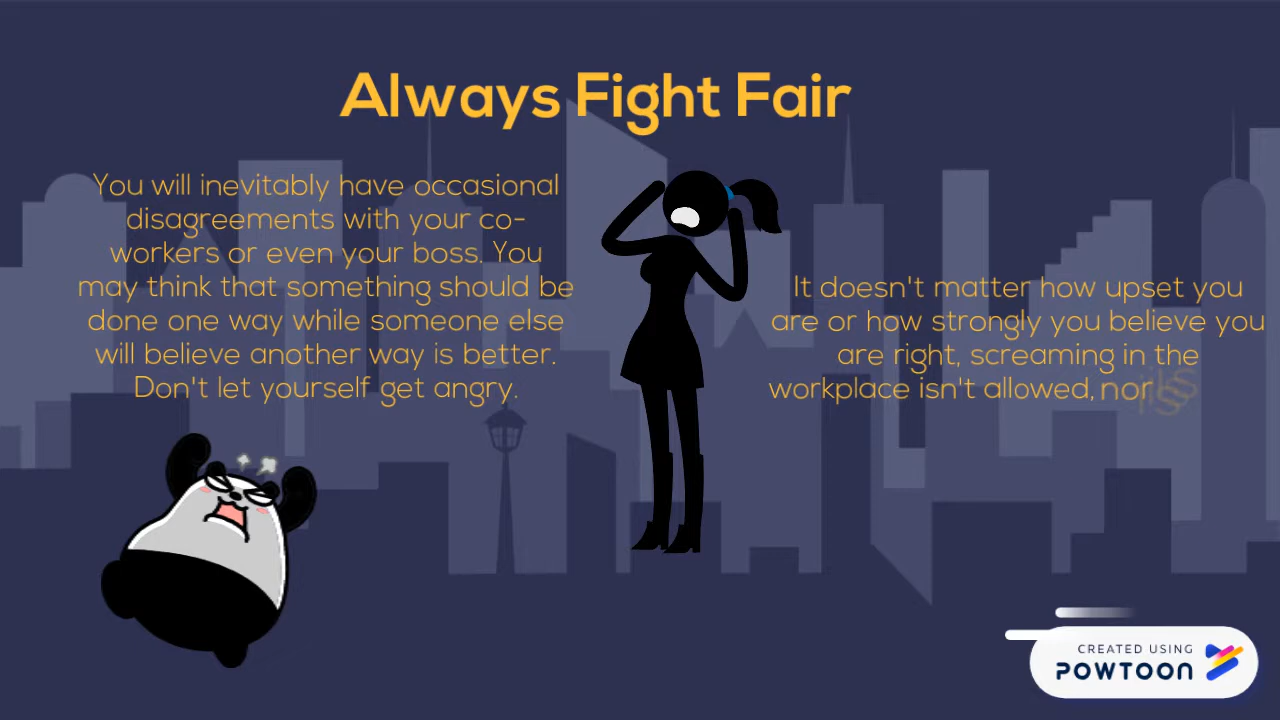 Always Fight Fair
You will inevitably have occasional
disagreements with your co-
workers or even your boss. You
may think that something should be
done one way while someone else
will believe another way is better.
Don't let yourself get angry.
It doesn't matter how upset you
are or how strongly you believe you
are right, screaming in the
workplace isn't allowed, nor
CREATED USING
POWTOON